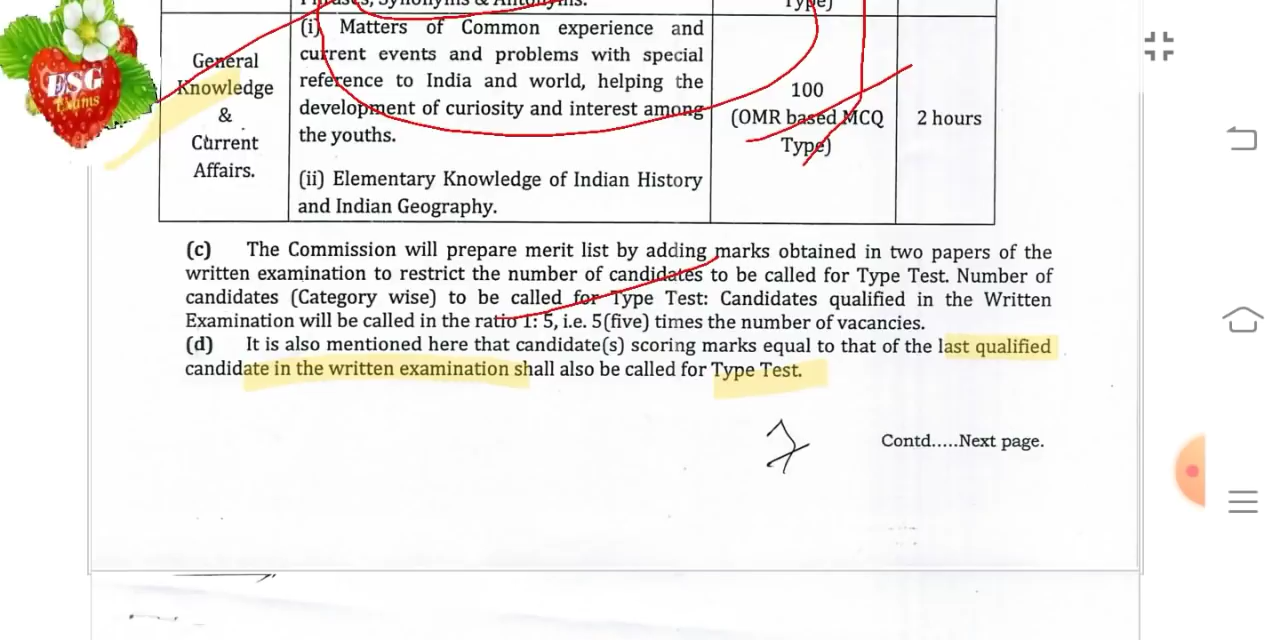 Phrases, Synonyms & Antonyms.
Type)
ESG
Exams
General
Knowledge
&
Current
Affairs.
(i) Matters of Common experience and
current events and problems with special
reference to India and world, helping the
development of curiosity and interest among
the youths.
(ii) Elementary Knowledge of Indian History
and Indian Geography.
100
(OMR based MCQ
Type)
2 hours
(c) The Commission will prepare merit list by adding marks obtained in two papers of the
written examination to restrict the number of candidates to be called for Type Test. Number of
candidates (Category wise) to be called for Type Test: Candidates qualified in the Written
Examination will be called in the ratio 1: 5, i.e. 5(five) times the number of vacancies.
(d) It is also mentioned here that candidate(s) scoring marks equal to that of the last qualified
candidate in the written examination shall also be called for Type Test.
Contd.....Next page.